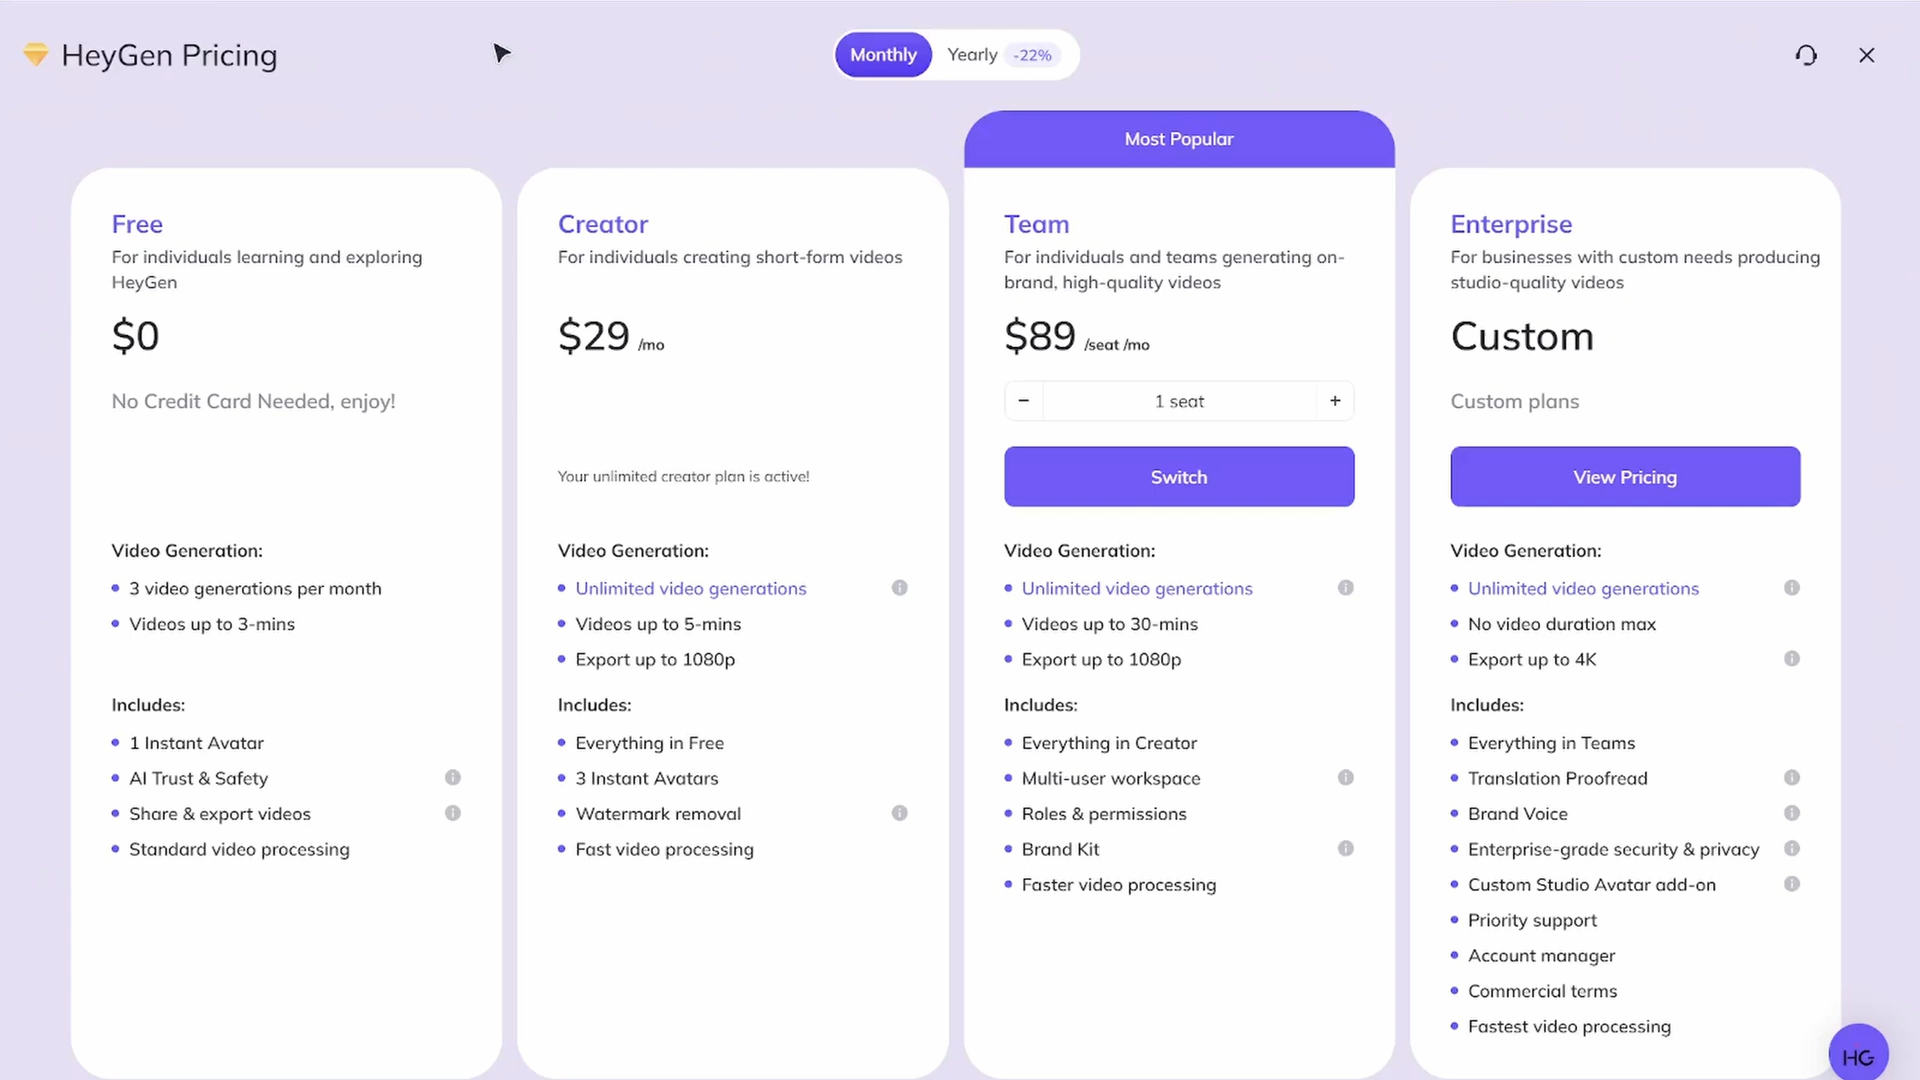 HeyGen Pricing
Monthly
Yearly
-22%
Most Popular
Free
For individuals learning and exploring
HeyGen
$0
No Credit Card Needed, enjoy!
Video Generation:
3 video generations per month
Videos up to 3-mins
Includes:
1 Instant Avatar
AI Trust & Safety
Share & export videos
Standard video processing
Creator
For individuals creating short-form videos
$29 /mo
Your unlimited creator plan is active!
Video Generation:
Unlimited video generations
Videos up to 5-mins
Export up to 1080p
Includes:
Everything in Free
3 Instant Avatars
Watermark removal
Fast video processing
Team
For individuals and teams generating on-
brand, high-quality videos
$89 /seat /mo
− 1 seat +
Switch
Video Generation:
Unlimited video generations
Videos up to 30-mins
Export up to 1080p
Includes:
Everything in Creator
Multi-user workspace
Roles & permissions
Brand Kit
Faster video processing
Enterprise
For businesses with custom needs producing
studio-quality videos
Custom
Custom plans
View Pricing
Video Generation:
Unlimited video generations
No video duration max
Export up to 4K
Includes:
Everything in Teams
Translation Proofread
Brand Voice
Enterprise-grade security & privacy
Custom Studio Avatar add-on
Priority support
Account manager
Commercial terms
Fastest video processing
HG